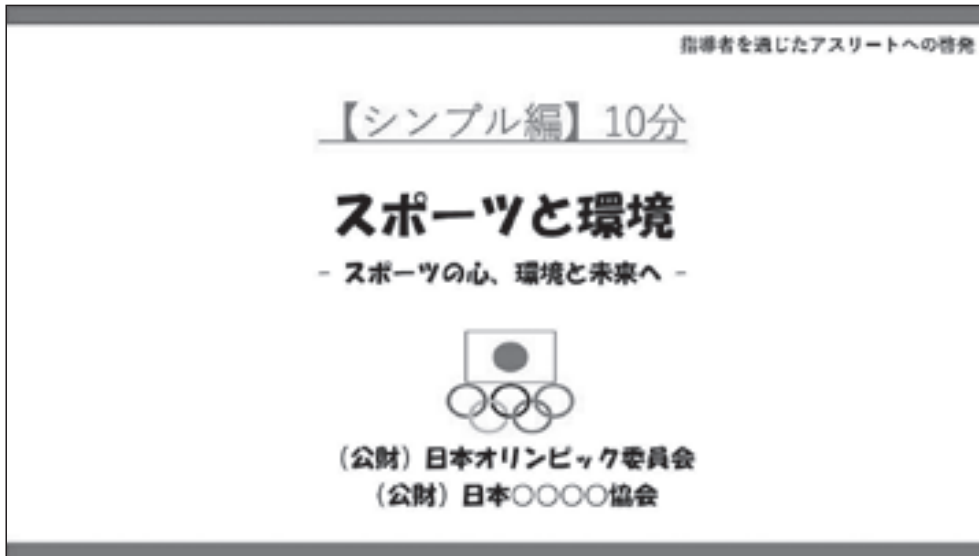 指導者を通じたアスリートへの啓発
【シンプル編】10分
スポーツと環境
- スポーツの心、環境と未来へ -
（公財）日本オリンピック委員会
（公財）日本○○○○協会